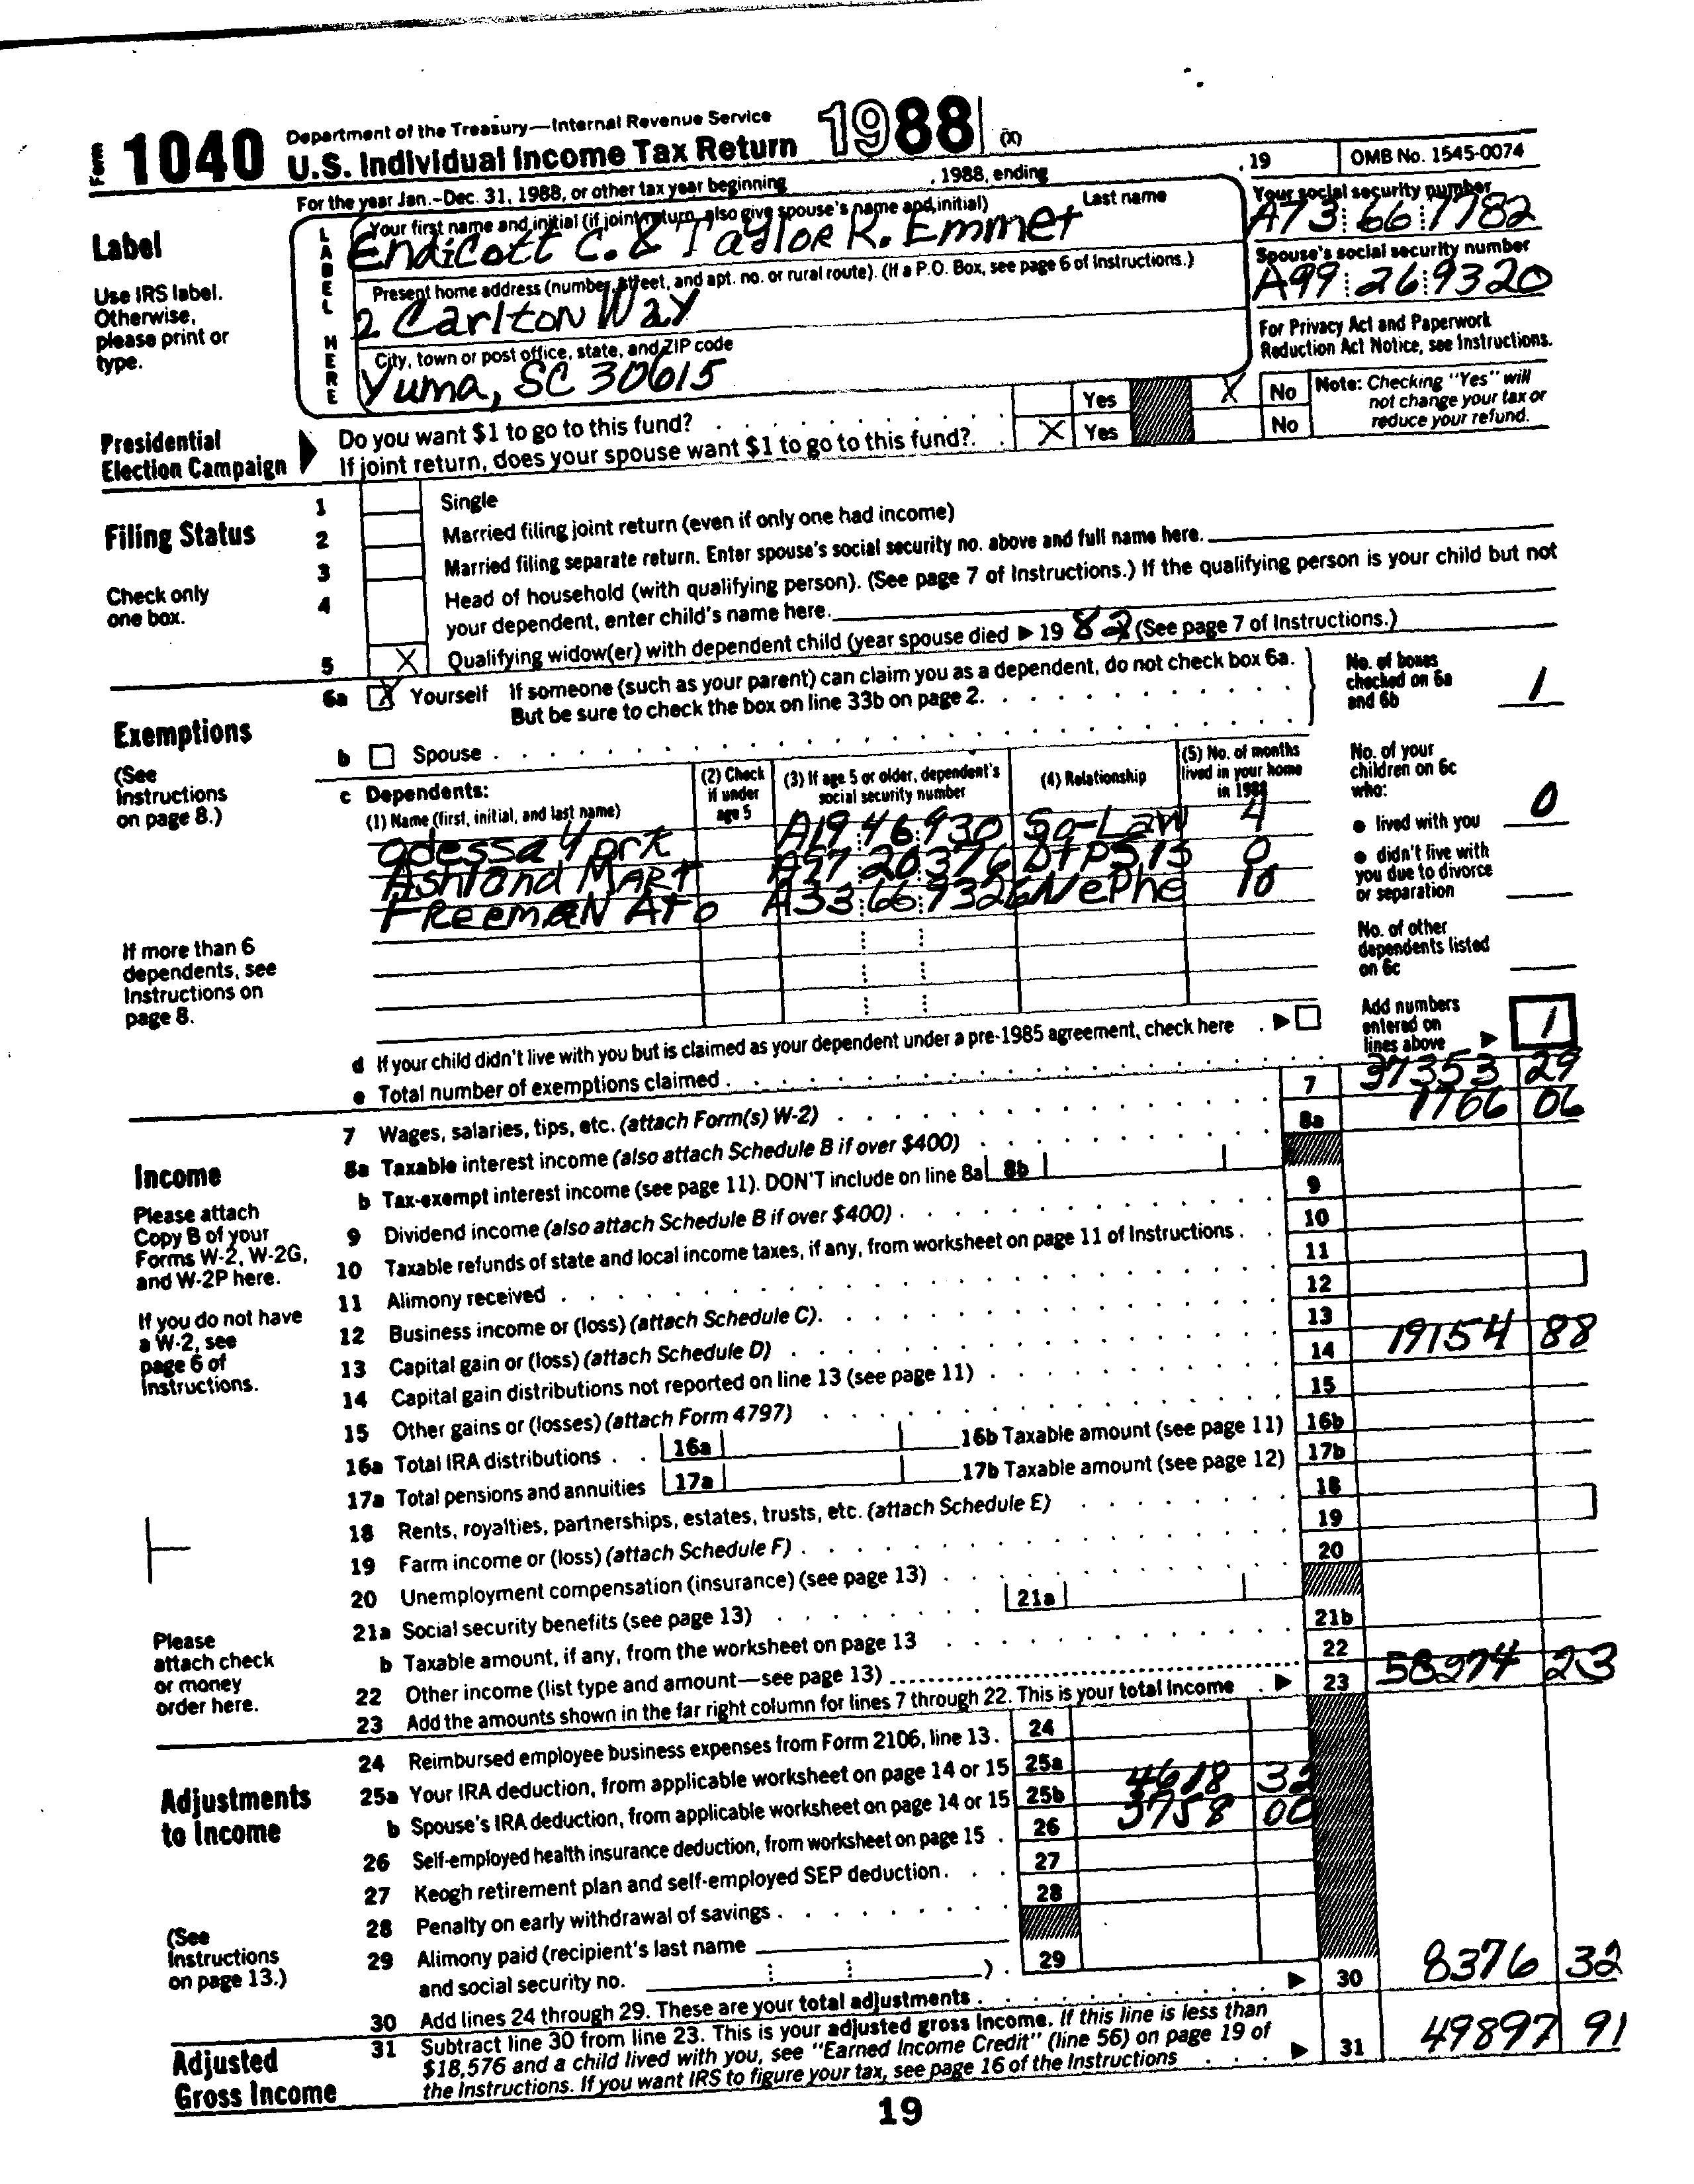 Form 1040 Department of the Treasury—Internal Revenue Service
U.S. Individual Income Tax Return 1988 (X)
For the year Jan.–Dec. 31, 1988, or other tax year beginning , 1988, ending , 19 OMB No. 1545-0074
Label
Use IRS label. Otherwise, please print or type.
LABEL HERE
Your first name and initial (if joint return, also give spouse's name and initial) Last name
Endicott C. & Taylor R. Emmet
Your social security number
A73 66 7782
Present home address (number, street, and apt. no. or rural route). (If a P.O. Box, see page 6 of Instructions.)
2 Carlton Way
Spouse's social security number
A99 26 9320
City, town or post office, state, and ZIP code
Yuma, SC 30615
For Privacy Act and Paperwork Reduction Act Notice, see Instructions.
Presidential Election Campaign
Do you want $1 to go to this fund? Yes X No
If joint return, does your spouse want $1 to go to this fund?. X Yes No
Note: Checking "Yes" will not change your tax or reduce your refund.
Filing Status
Check only one box.
1 Single
2 Married filing joint return (even if only one had income)
3 Married filing separate return. Enter spouse's social security no. above and full name here.
4 Head of household (with qualifying person). (See page 7 of Instructions.) If the qualifying person is your child but not
your dependent, enter child's name here.
5 X Qualifying widow(er) with dependent child (year spouse died ▶ 19 82 (See page 7 of Instructions.)
Exemptions
(See Instructions on page 8.)
6a X Yourself If someone (such as your parent) can claim you as a dependent, do not check box 6a.
But be sure to check the box on line 33b on page 2.
b Spouse
No. of boxes checked on 6a and 6b 1
c Dependents:
(1) Name (first, initial, and last name) (2) Check if under age 5 (3) If age 5 or older, dependent's social security number (4) Relationship (5) No. of months lived in your home in 1988
Odessa York A19 46 930 So-Law 4
Ashland Mart A97 20 376 0
Freeman Ato A33 66 9326 Nephe 10
No. of your children on 6c who:
● lived with you 0
● didn't live with you due to divorce or separation
No. of other dependents listed on 6c
If more than 6 dependents, see Instructions on page 8.
d If your child didn't live with you but is claimed as your dependent under a pre-1985 agreement, check here ▶
e Total number of exemptions claimed
Add numbers entered on lines above ▶ 1
Income
Please attach Copy B of your Forms W-2, W-2G, and W-2P here.
If you do not have a W-2, see page 6 of Instructions.
Please attach check or money order here.
7 Wages, salaries, tips, etc. (attach Form(s) W-2) 7 37353 29
8a Taxable interest income (also attach Schedule B if over $400) 8a 1766 06
b Tax-exempt interest income (see page 11). DON'T include on line 8a 8b
9 Dividend income (also attach Schedule B if over $400) 9
10 Taxable refunds of state and local income taxes, if any, from worksheet on page 11 of Instructions 10
11 Alimony received 11
12 Business income or (loss) (attach Schedule C) 12
13 Capital gain or (loss) (attach Schedule D) 13
14 Capital gain distributions not reported on line 13 (see page 11) 14 19154 88
15 Other gains or (losses) (attach Form 4797) 15
16a Total IRA distributions 16a 16b Taxable amount (see page 11) 16b
17a Total pensions and annuities 17a 17b Taxable amount (see page 12) 17b
18 Rents, royalties, partnerships, estates, trusts, etc. (attach Schedule E) 18
19 Farm income or (loss) (attach Schedule F) 19
20 Unemployment compensation (insurance) (see page 13) 20
21a Social security benefits (see page 13) 21a
b Taxable amount, if any, from the worksheet on page 13 21b
22 Other income (list type and amount—see page 13) 22
23 Add the amounts shown in the far right column for lines 7 through 22. This is your total income ▶ 23 58274 23
Adjustments to Income
(See Instructions on page 13.)
24 Reimbursed employee business expenses from Form 2106, line 13. 24
25a Your IRA deduction, from applicable worksheet on page 14 or 15 25a 4618 32
b Spouse's IRA deduction, from applicable worksheet on page 14 or 15 25b 3758 00
26 Self-employed health insurance deduction, from worksheet on page 15 26
27 Keogh retirement plan and self-employed SEP deduction 27
28 Penalty on early withdrawal of savings 28
29 Alimony paid (recipient's last name
and social security no. ) 29
30 Add lines 24 through 29. These are your total adjustments ▶ 30 8376 32
Adjusted Gross Income
31 Subtract line 30 from line 23. This is your adjusted gross income. If this line is less than
$18,576 and a child lived with you, see "Earned Income Credit" (line 56) on page 19 of
the Instructions. If you want IRS to figure your tax, see page 16 of the Instructions ▶ 31 49897 91
19